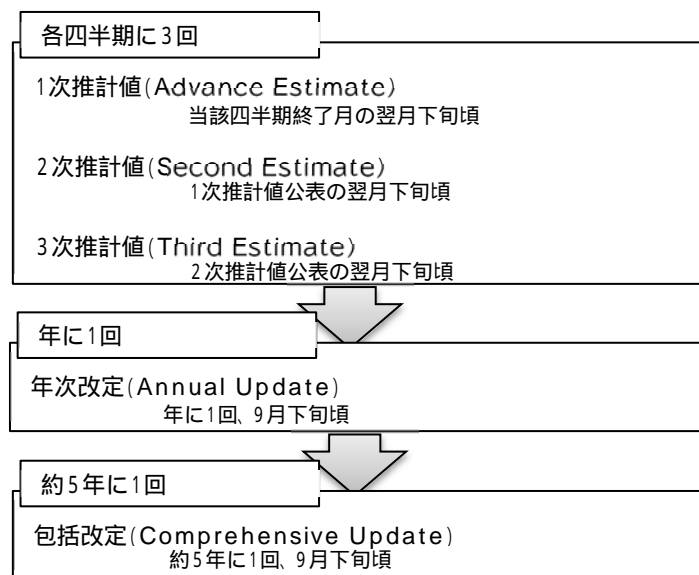 各四半期に3回
1次推計値(Advance Estimate)
当該四半期終了月の翌月下旬頃
2次推計値(Second Estimate)
1次推計値公表の翌月下旬頃
3次推計値(Third Estimate)
2次推計値公表の翌月下旬頃
年に1回
年次改定(Annual Update)
年に1回、9月下旬頃
約5年に1回
包括改定(Comprehensive Update)
約5年に1回、9月下旬頃